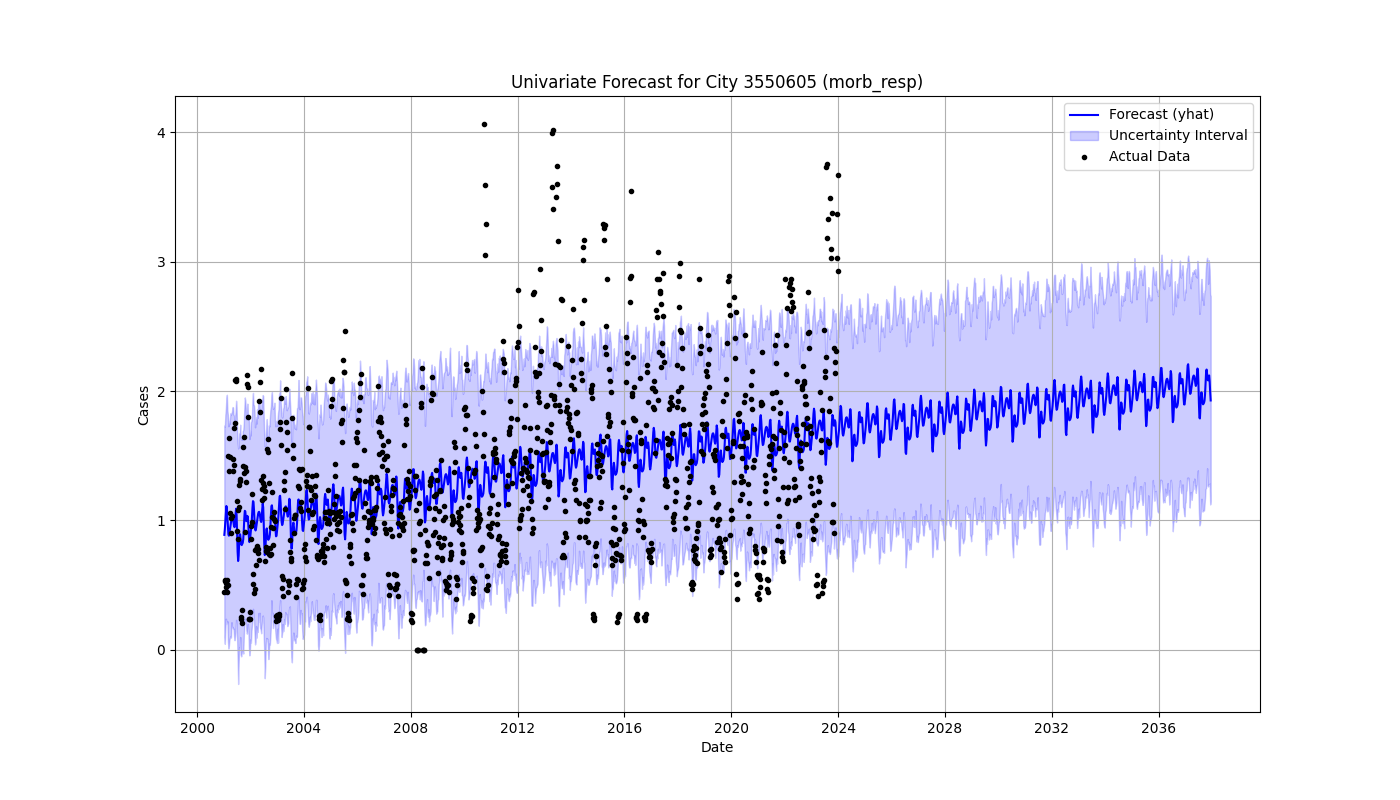 Univariate Forecast for City 3550605 (morb_resp)
Forecast (yhat)
Uncertainty Interval
Actual Data
4
3
2
1
0
Cases
2000 2004 2008 2012 2016 2020 2024 2028 2032 2036
Date